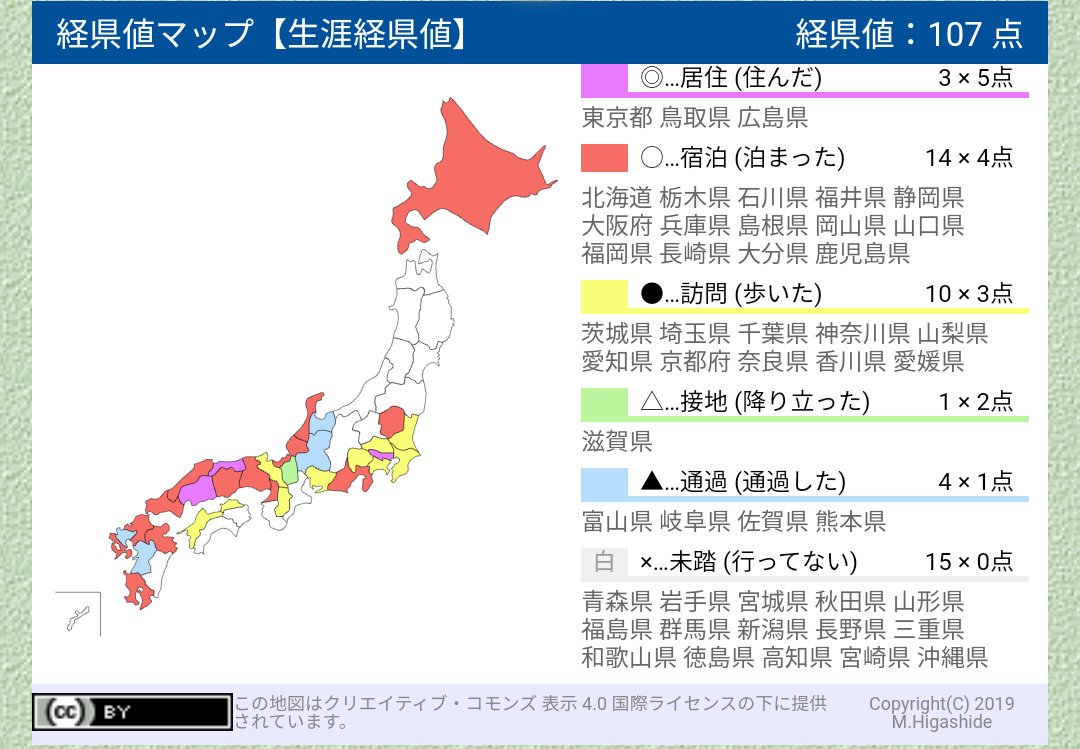 経県値マップ【生涯経県値】 経県値：107 点
◎…居住 (住んだ) 3 × 5点
東京都 鳥取県 広島県
○…宿泊 (泊まった) 14 × 4点
北海道 栃木県 石川県 福井県 静岡県
大阪府 兵庫県 島根県 岡山県 山口県
福岡県 長崎県 大分県 鹿児島県
●…訪問 (歩いた) 10 × 3点
茨城県 埼玉県 千葉県 神奈川県 山梨県
愛知県 京都府 奈良県 香川県 愛媛県
△…接地 (降り立った) 1 × 2点
滋賀県
▲…通過 (通過した) 4 × 1点
富山県 岐阜県 佐賀県 熊本県
白 ×…未踏 (行ってない) 15 × 0点
青森県 岩手県 宮城県 秋田県 山形県
福島県 群馬県 新潟県 長野県 三重県
和歌山県 徳島県 高知県 宮崎県 沖縄県
cc BY
この地図はクリエイティブ・コモンズ 表示 4.0 国際ライセンスの下に提供
されています。
Copyright(C) 2019
M.Higashide